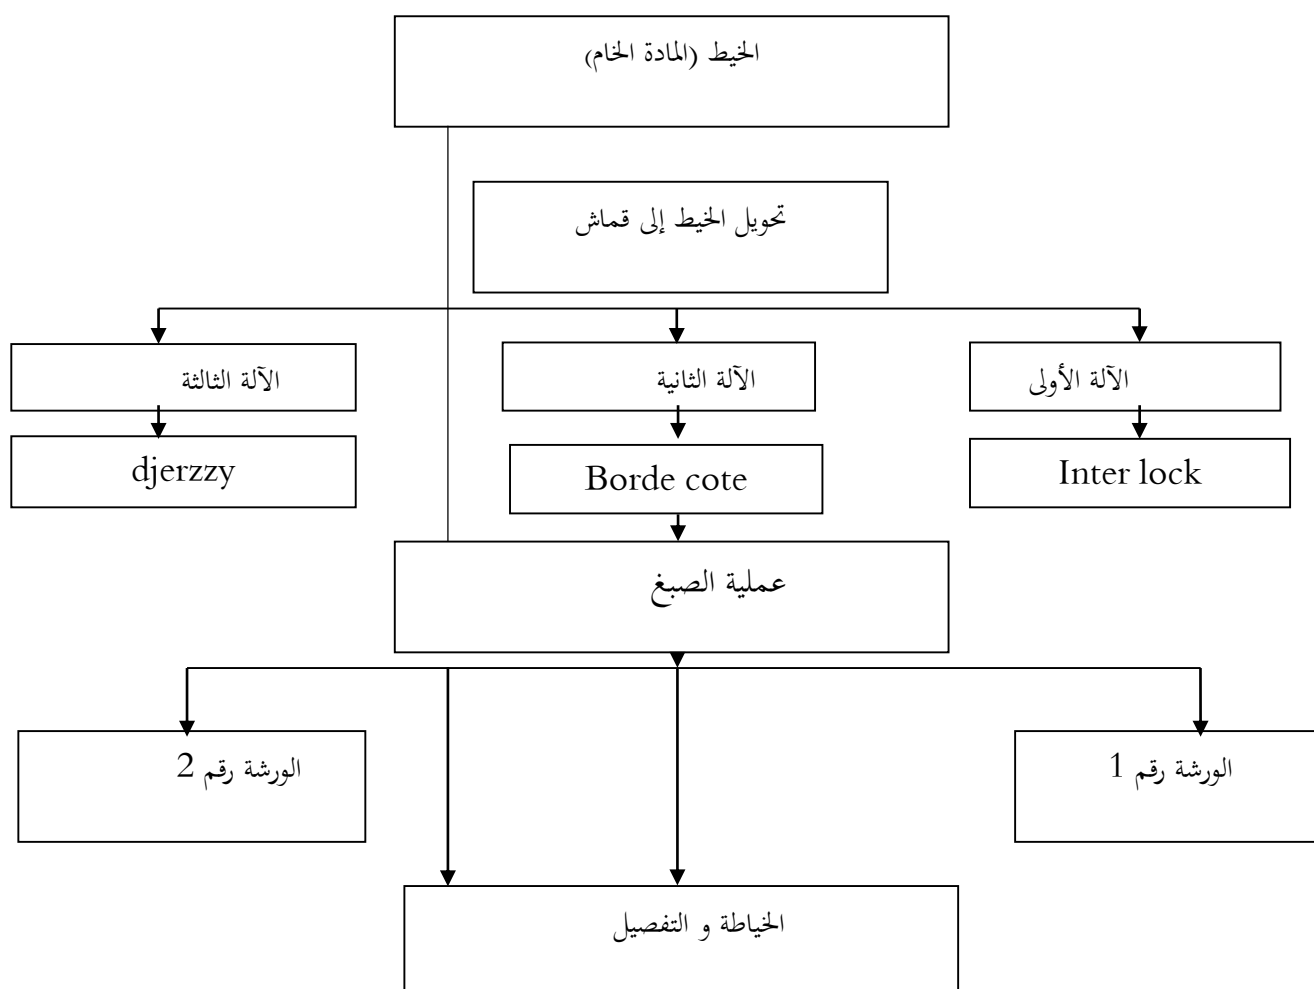 الخيط (المادة الخام)
تحويل الخيط إلى قماش
الآلة الأولى
الآلة الثانية
الآلة الثالثة
Inter lock
Borde cote
djerzzy
عملية الصبغ
الورشة رقم 1
الورشة رقم 2
الخياطة و التفصيل